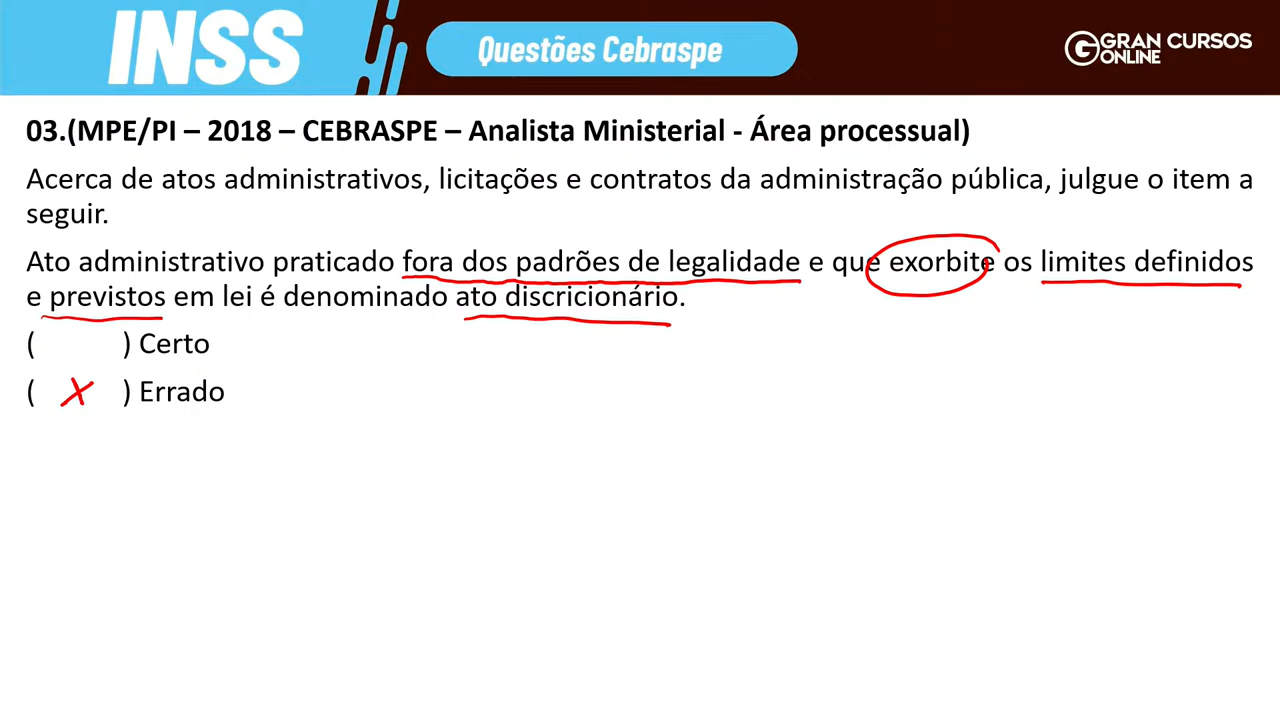 INSS
Questões Cebraspe
GRAN CURSOS
ONLINE
03.(MPE/PI – 2018 – CEBRASPE – Analista Ministerial - Área processual)
Acerca de atos administrativos, licitações e contratos da administração pública, julgue o item a
seguir.
Ato administrativo praticado fora dos padrões de legalidade e que exorbite os limites definidos
e previstos em lei é denominado ato discricionário.
( ) Certo
( X ) Errado